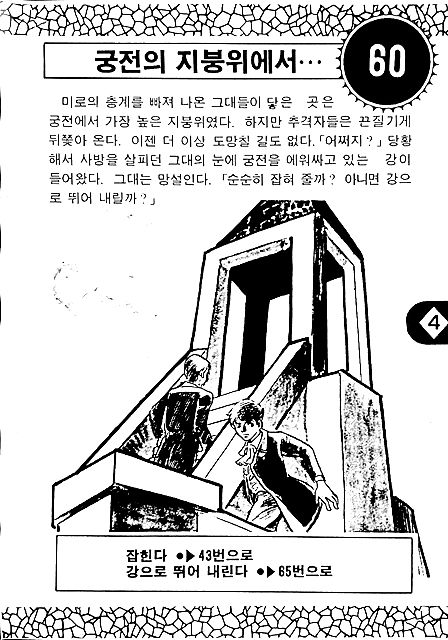 궁전의 지붕위에서…
60
미로의 층계를 빠져 나온 그대들이 닿은 곳은
궁전에서 가장 높은 지붕위였다. 하지만 추격자들은 끈질기게
뒤쫓아 온다. 이젠 더 이상 도망칠 길도 없다. 「어쩌지?」 당황
해서 사방을 살피던 그대의 눈에 궁전을 에워싸고 있는 강이
들어왔다. 그대는 망설인다. 「순순히 잡혀 줄까? 아니면 강으
로 뛰어 내릴까?」
4
잡힌다 ●▶ 43번으로
강으로 뛰어 내린다 ●▶ 65번으로